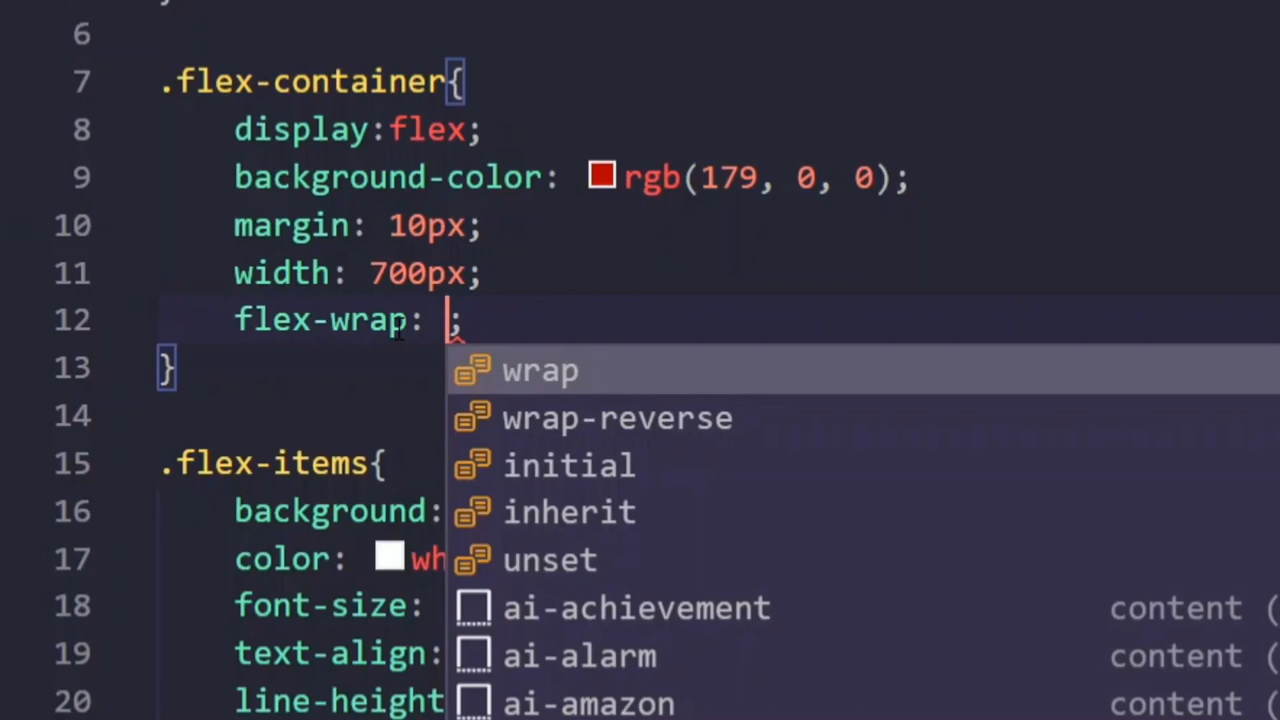 6
7 .flex-container{
8 display:flex;
9 background-color: rgb(179, 0, 0);
10 margin: 10px;
11 width: 700px;
12 flex-wrap: ;
13 }
wrap
14
wrap-reverse
15 .flex-items{
initial
16 background:
inherit
17 color: wh
unset
18 font-size:
ai-achievement content (
19 text-align:
ai-alarm content (
20 line-height
ai-amazon content (